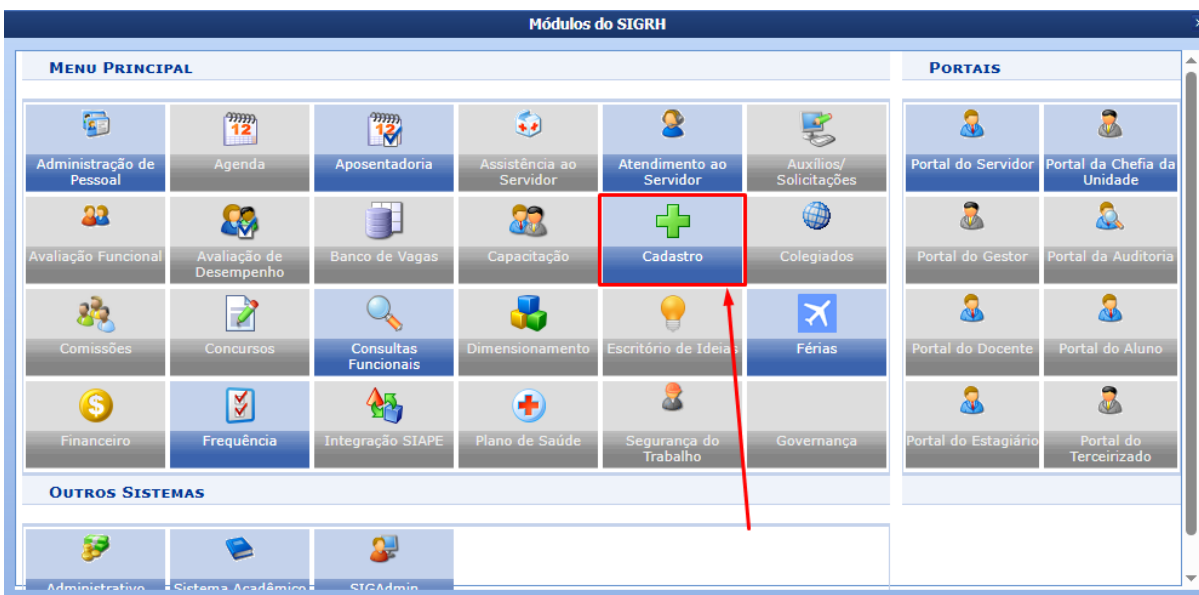 Módulos do SIGRH
MENU PRINCIPAL
PORTAIS
12
12
Administração de
Pessoal
Agenda
Aposentadoria
Assistência ao
Servidor
Atendimento ao
Servidor
Auxílios/
Solicitações
Portal do Servidor
Portal da Chefia da
Unidade
Avaliação Funcional
Avaliação de
Desempenho
Banco de Vagas
Capacitação
Cadastro
Colegiados
Portal do Gestor
Portal da Auditoria
Comissões
Concursos
Consultas
Funcionais
Dimensionamento
Escritório de Ideias
Férias
Portal do Docente
Portal do Aluno
Financeiro
Frequência
Integração SIAPE
Plano de Saúde
Segurança do
Trabalho
Governança
Portal do Estagiário
Portal do
Terceirizado
OUTROS SISTEMAS
Administrativo
Sistema Acadêmico
SIGAdmin